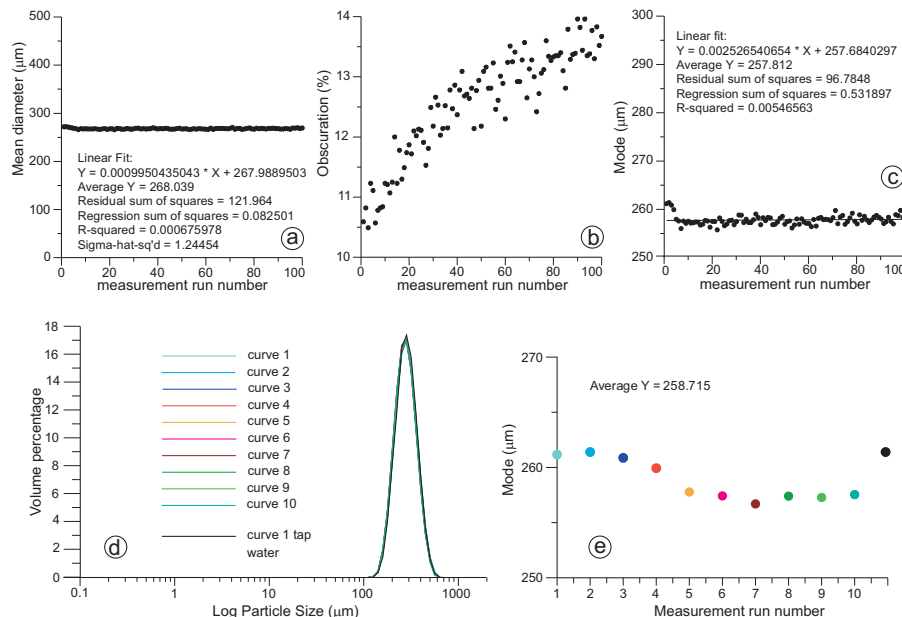 500
400
300
200
100
0
Mean diameter (μm)
Linear Fit:
Y = 0.0009950435043 * X + 267.9889503
Average Y = 268.039
Residual sum of squares = 121.964
Regression sum of squares = 0.082501
R-squared = 0.000675978
Sigma-hat-sq'd = 1.24454
a
0 20 40 60 80 100
measurement run number
14
13
12
11
10
Obscuration (%)
b
0 20 40 60 80 100
measurement run number
300
290
280
270
260
250
Mode (μm)
Linear fit:
Y = 0.002526540654 * X + 257.6840297
Average Y = 257.812
Residual sum of squares = 96.7848
Regression sum of squares = 0.531897
R-squared = 0.00546563
c
0 20 40 60 80 100
measurement run number
18
16
14
12
10
8
6
4
2
0
Volume percentage
curve 1
curve 2
curve 3
curve 4
curve 5
curve 6
curve 7
curve 8
curve 9
curve 10
curve 1 tap
water
d
0.1 1 10 100 1000
Log Particle Size (μm)
270
260
250
Mode (μm)
Average Y = 258.715
e
1 2 3 4 5 6 7 8 9 10
Measurement run number